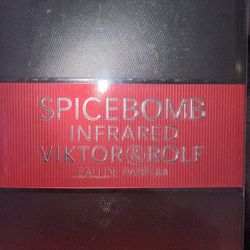 SPICEBOMB
INFRARED
VIKTOR&ROLF
EAU DE PARFUM